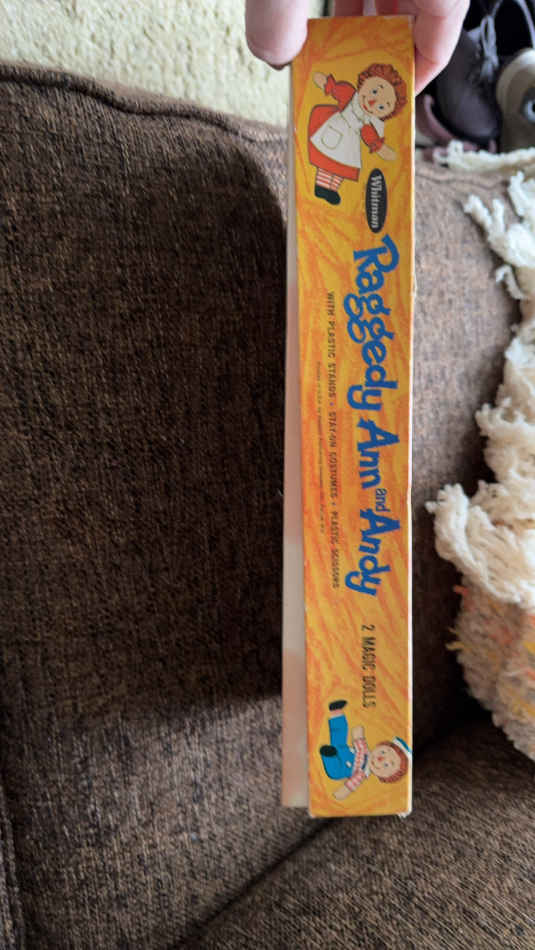 Whitman
Raggedy Ann and Andy
2 MAGIC DOLLS
WITH PLASTIC STANDS • STAY-ON COSTUMES • PLASTIC SCISSORS